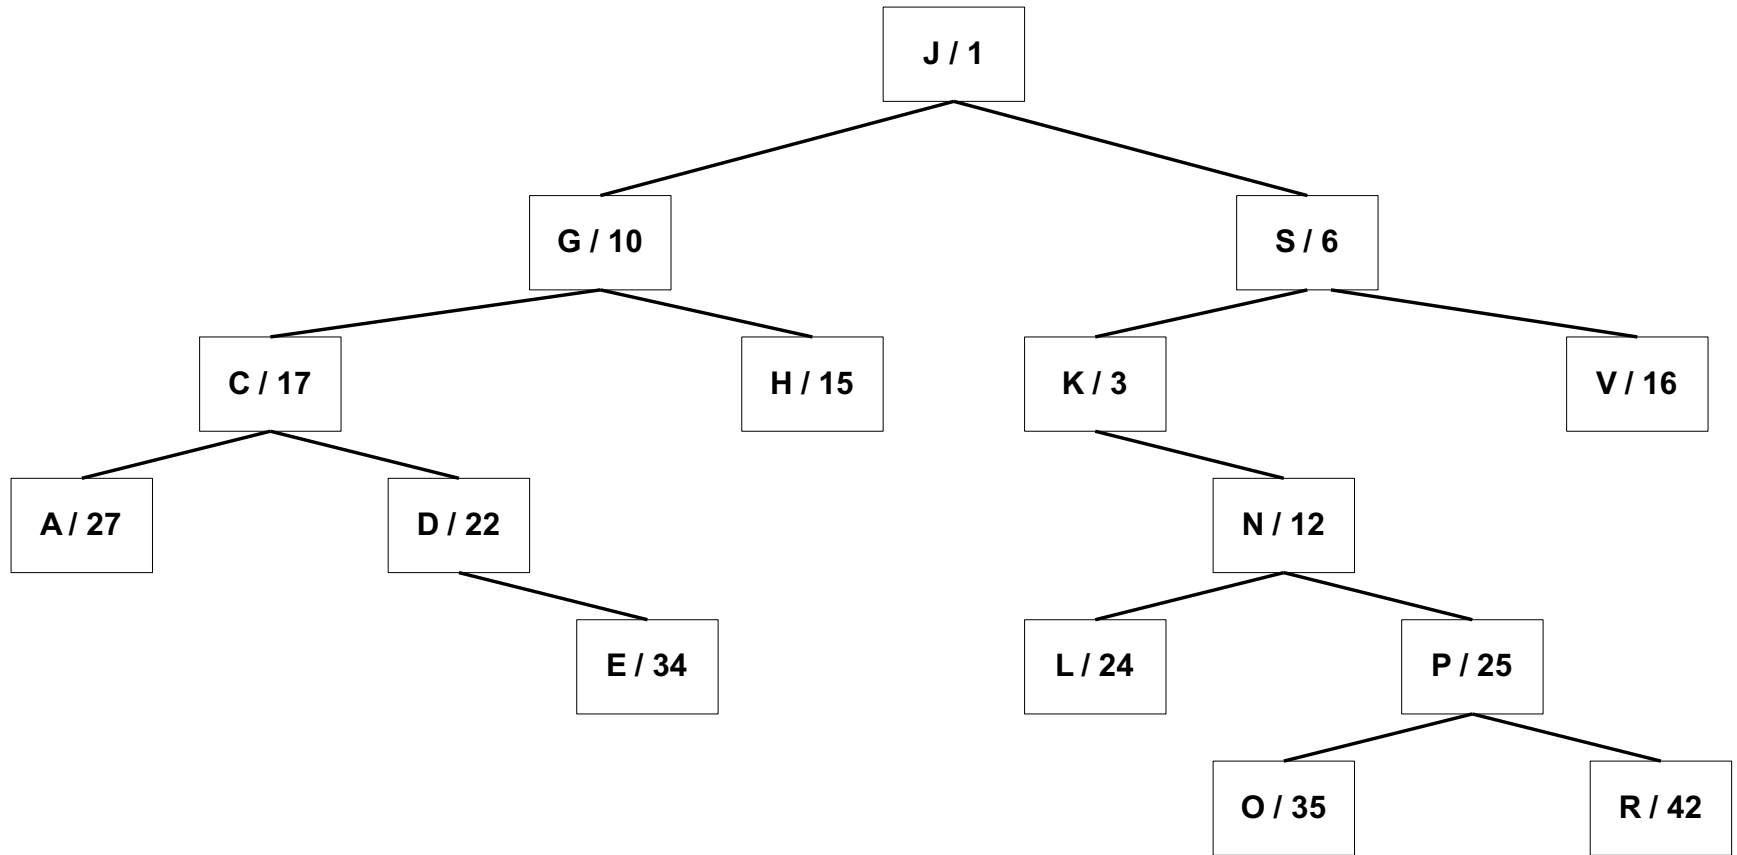 J / 1
G / 10
S / 6
C / 17
H / 15
K / 3
V / 16
A / 27
D / 22
N / 12
E / 34
L / 24
P / 25
O / 35
R / 42